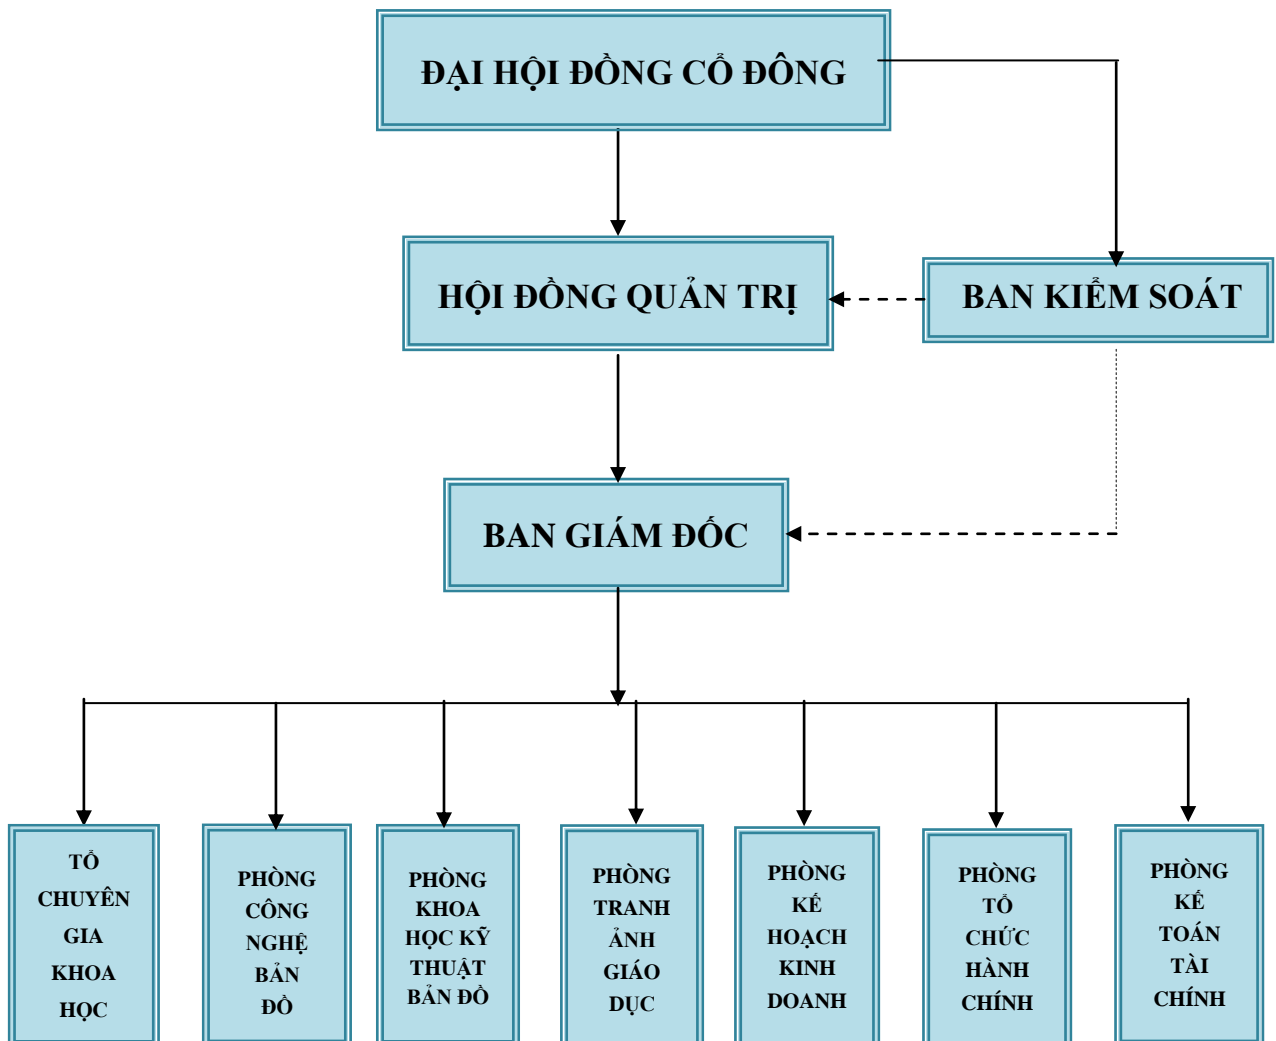 ĐẠI HỘI ĐỒNG CỔ ĐÔNG
HỘI ĐỒNG QUẢN TRỊ
BAN KIỂM SOÁT
BAN GIÁM ĐỐC
TỔ
CHUYÊN
GIA
KHOA
HỌC
PHÒNG
CÔNG
NGHỆ
BẢN
ĐỒ
PHÒNG
KHOA
HỌC KỸ
THUẬT
BẢN ĐỒ
PHÒNG
TRANH
ẢNH
GIÁO
DỤC
PHÒNG
KẾ
HOẠCH
KINH
DOANH
PHÒNG
TỔ
CHỨC
HÀNH
CHÍNH
PHÒNG
KẾ
TOÁN
TÀI
CHÍNH